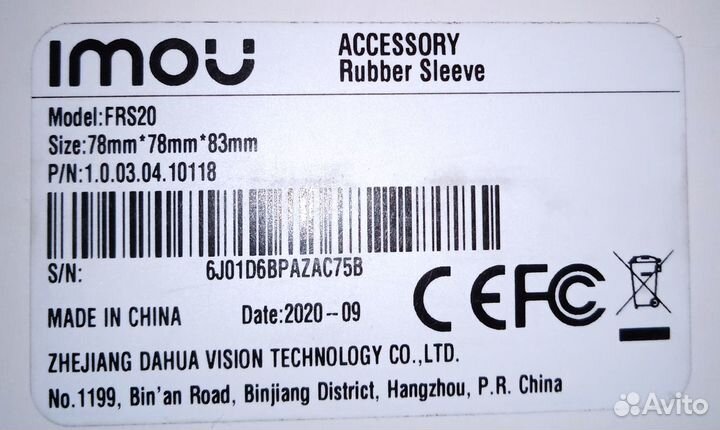 imou
ACCESSORY
Rubber Sleeve
Model:FRS20
Size:78mm*78mm*83mm
P/N:1.0.03.04.10118
S/N: 6J01D6BPAZAC75B
MADE IN CHINA Date:2020-09
CE FC
ZHEJIANG DAHUA VISION TECHNOLOGY CO.,LTD.
No.1199, Bin'an Road, Binjiang District, Hangzhou, P.R. China
Avito